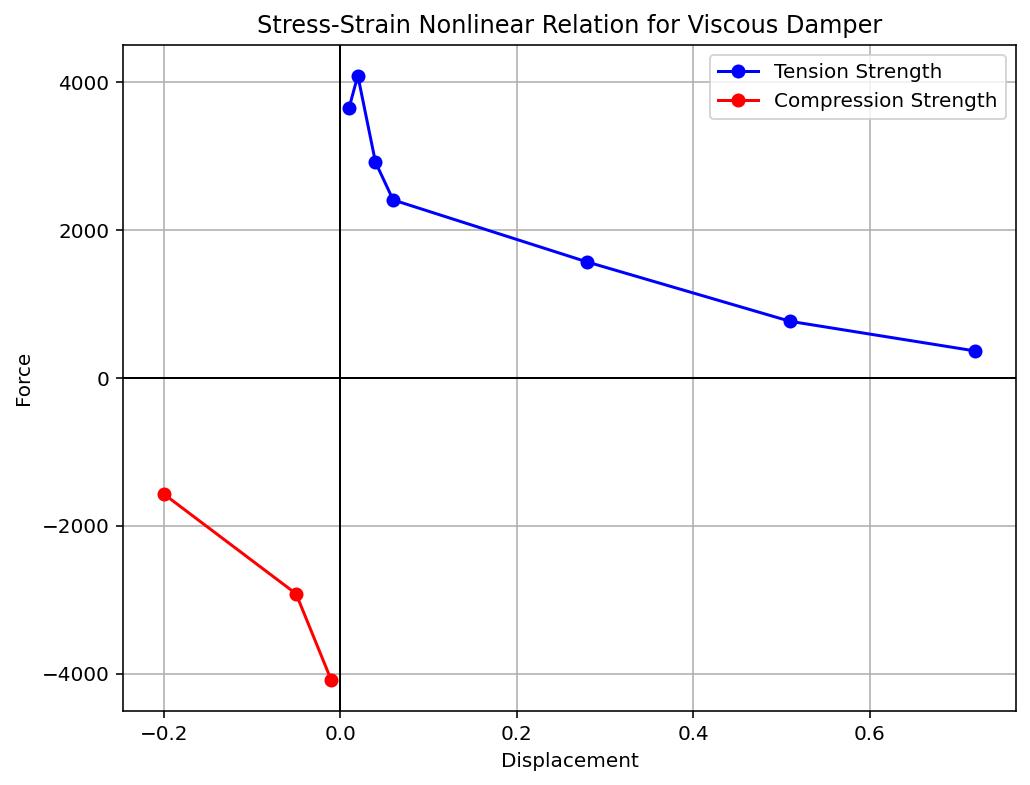 Stress-Strain Nonlinear Relation for Viscous Damper
Tension Strength
Compression Strength
4000
2000
0
−2000
−4000
Force
−0.2
0.0
0.2
0.4
0.6
Displacement